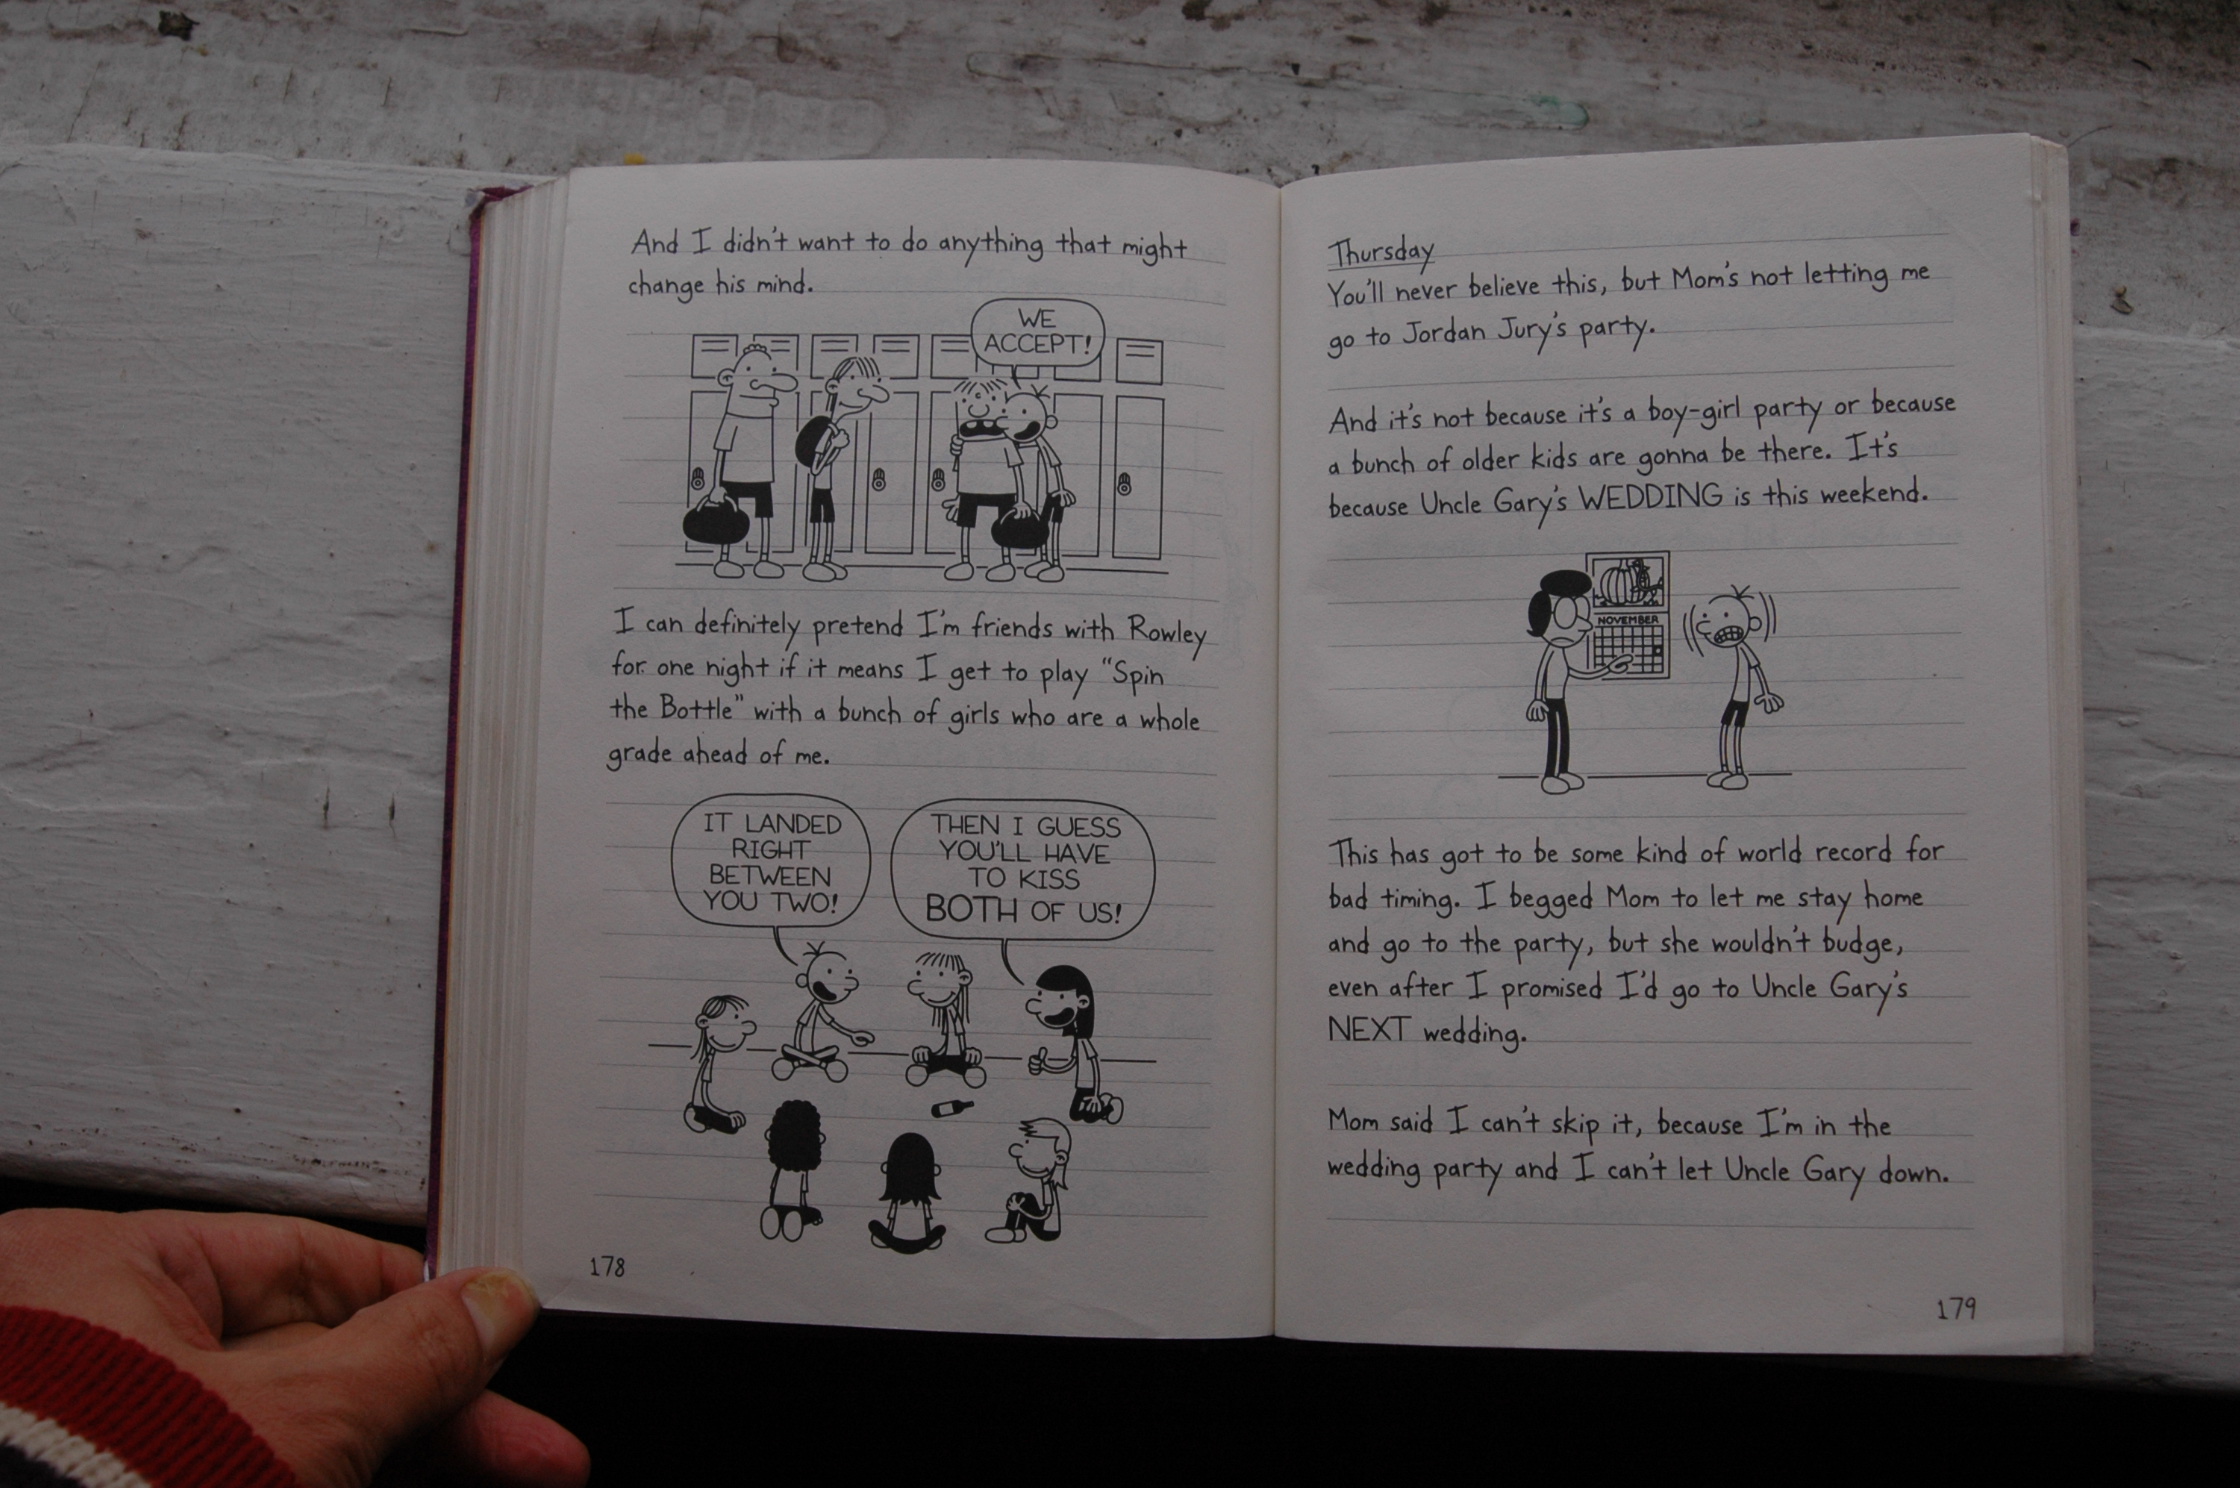 And I didn't want to do anything that might
change his mind.
WE
ACCEPT!
I can definitely pretend I'm friends with Rowley
for one night if it means I get to play "Spin
the Bottle" with a bunch of girls who are a whole
grade ahead of me.
IT LANDED
RIGHT
BETWEEN
YOU TWO!
THEN I GUESS
YOU'LL HAVE
TO KISS
BOTH OF US!
178
Thursday
You'll never believe this, but Mom's not letting me
go to Jordan Jury's party.
And it's not because it's a boy-girl party or because
a bunch of older kids are gonna be there. It's
because Uncle Gary's WEDDING is this weekend.
NOVEMBER
This has got to be some kind of world record for
bad timing. I begged Mom to let me stay home
and go to the party, but she wouldn't budge,
even after I promised I'd go to Uncle Gary's
NEXT wedding.
Mom said I can't skip it, because I'm in the
wedding party and I can't let Uncle Gary down.
179